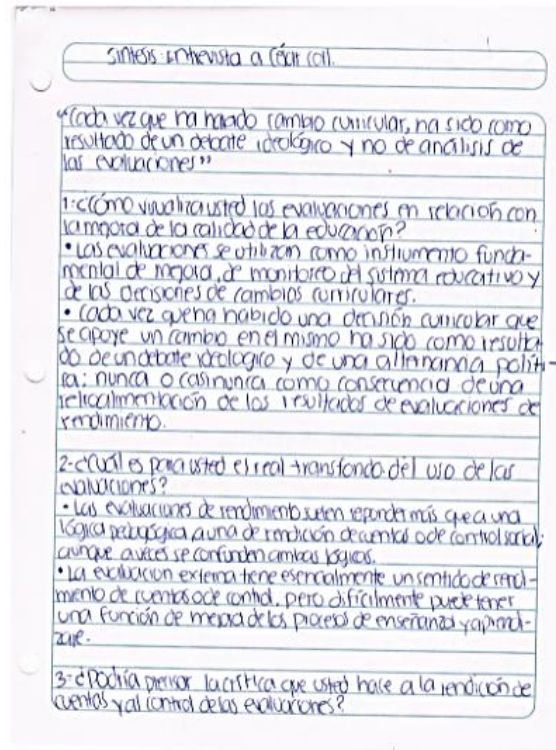 Síntesis: Entrevista a César Coll.
"Cada vez que ha habido cambio curricular, ha sido como
resultado de un debate ideológico y no de análisis de
las evaluaciones"
1-¿Cómo visualiza usted las evaluaciones en relación con
la mejora de la calidad de la educación?
• Las evaluaciones se utilizan como instrumento funda-
mental de mejora, de monitoreo del sistema educativo y
de las decisiones de cambios curriculares.
• Cada vez que ha habido una decisión curricular que
se apoye un cambio en el mismo ha sido como resulta-
do de un debate ideologico y de una alternanna políti-
ca: nunca o casi nunca como consecuencia de una
retroalimentación de los resultados de evaluaciones de
rendimiento.
2-¿Cuál es para usted el real transfondo del uso de las
evaluaciones?
• Las evaluaciones de rendimiento suelen reponder más que a una
lógica pedagógica a una de rendición de cuentas o de control social;
aunque a veces se confunden ambas lógicas.
• La evaluación externa tiene esencialmente un sentido de rendi-
miento de cuentas o de control, pero difícilmente puede tener
una función de mejora de los procesos de enseñanza y aprendi-
zaje.
3-¿Podría precisar la crítica que usted hace a la rendición de
cuentas y al control de las evaluaciones?